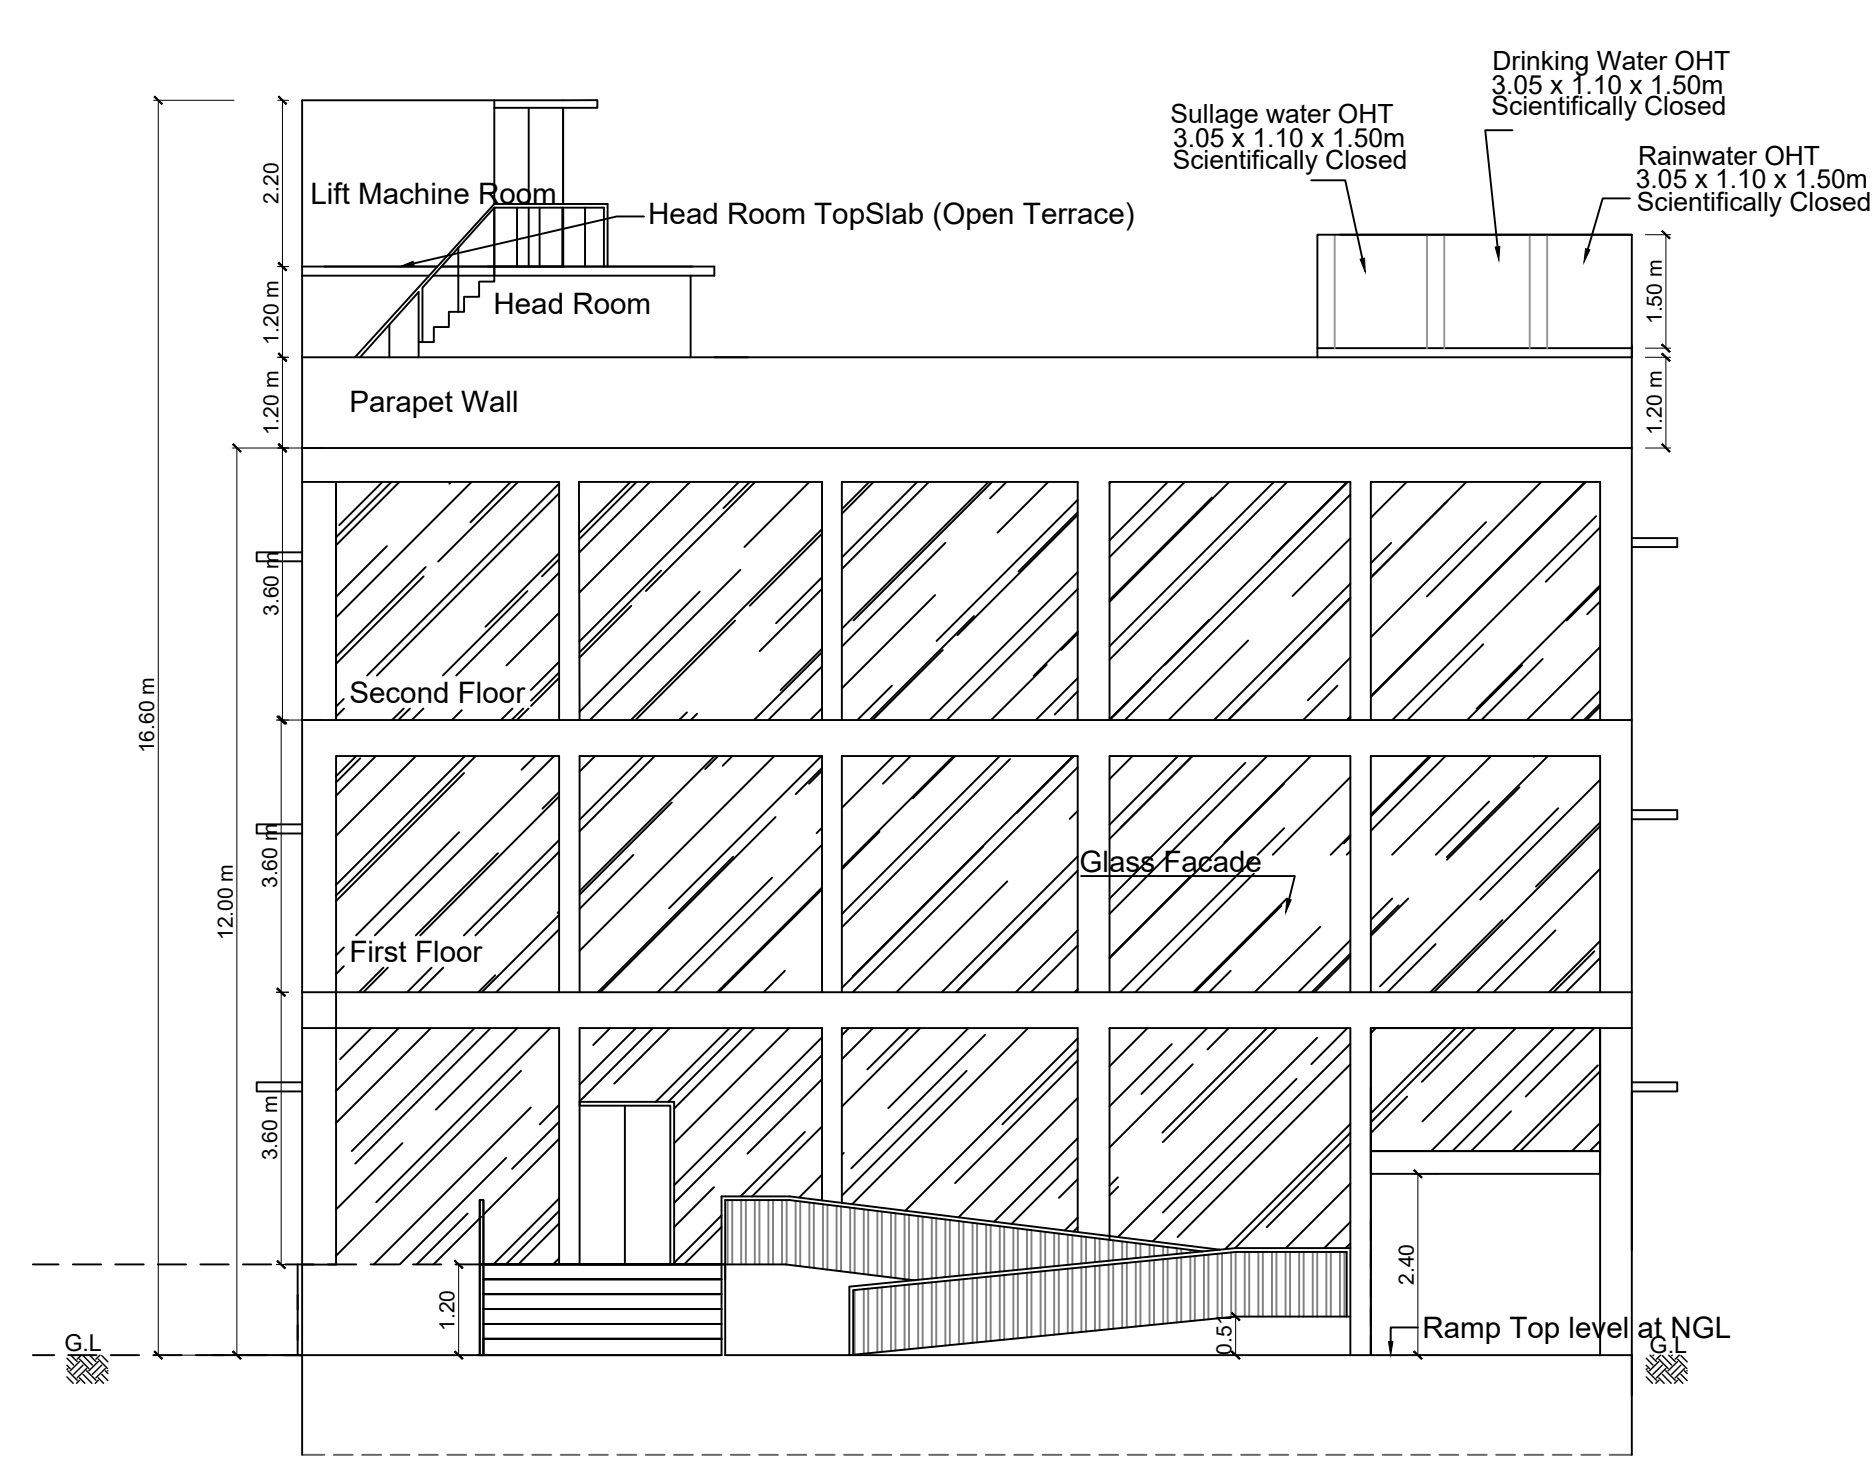 Drinking Water OHT
3.05 x 1.10 x 1.50m
Scientifically Closed
Sullage water OHT
3.05 x 1.10 x 1.50m
Scientifically Closed
Rainwater OHT
3.05 x 1.10 x 1.50m
Scientifically Closed
2.20
Lift Machine Room
Head Room TopSlab (Open Terrace)
1.20 m
Head Room
1.50 m
1.20 m
Parapet Wall
1.20 m
3.60 m
Second Floor
16.60 m
3.60 m
Glass Facade
12.00 m
First Floor
3.60 m
1.20
2.40
0.51
Ramp Top level at NGL
G.L
G.L